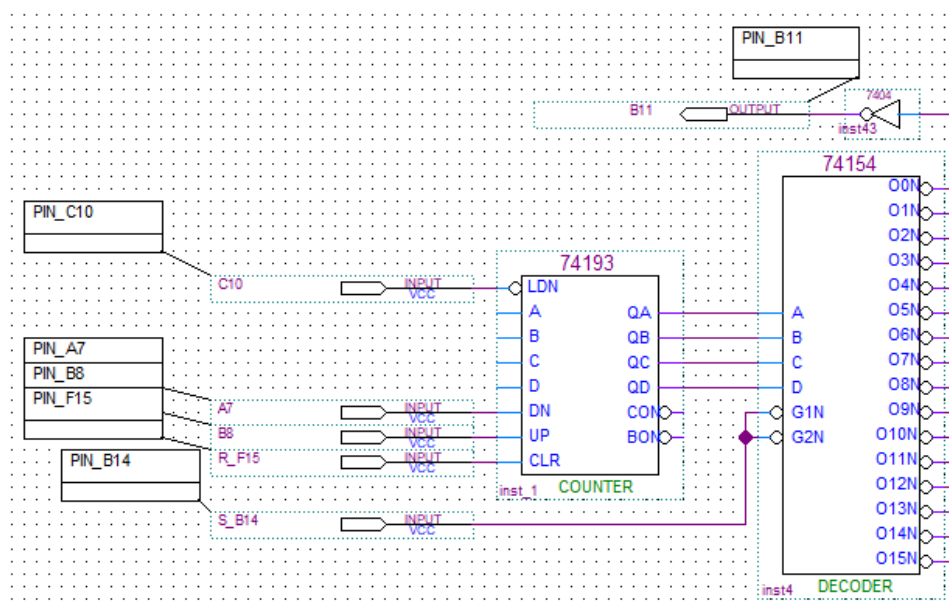 PIN_B11
7404
B11
OUTPUT
inst43
74154
O0N
O1N
O2N
O3N
O4N
O5N
O6N
O7N
O8N
O9N
O10N
O11N
O12N
O13N
O14N
O15N
A
B
C
D
G1N
G2N
inst4
DECODER
PIN_C10
C10
INPUT
VCC
74193
LDN
A
B
C
D
DN
UP
CLR
QA
QB
QC
QD
CON
BON
inst_1
COUNTER
PIN_A7
PIN_B8
PIN_F15
A7
INPUT
VCC
B8
INPUT
VCC
R_F15
INPUT
VCC
PIN_B14
S_B14
INPUT
VCC